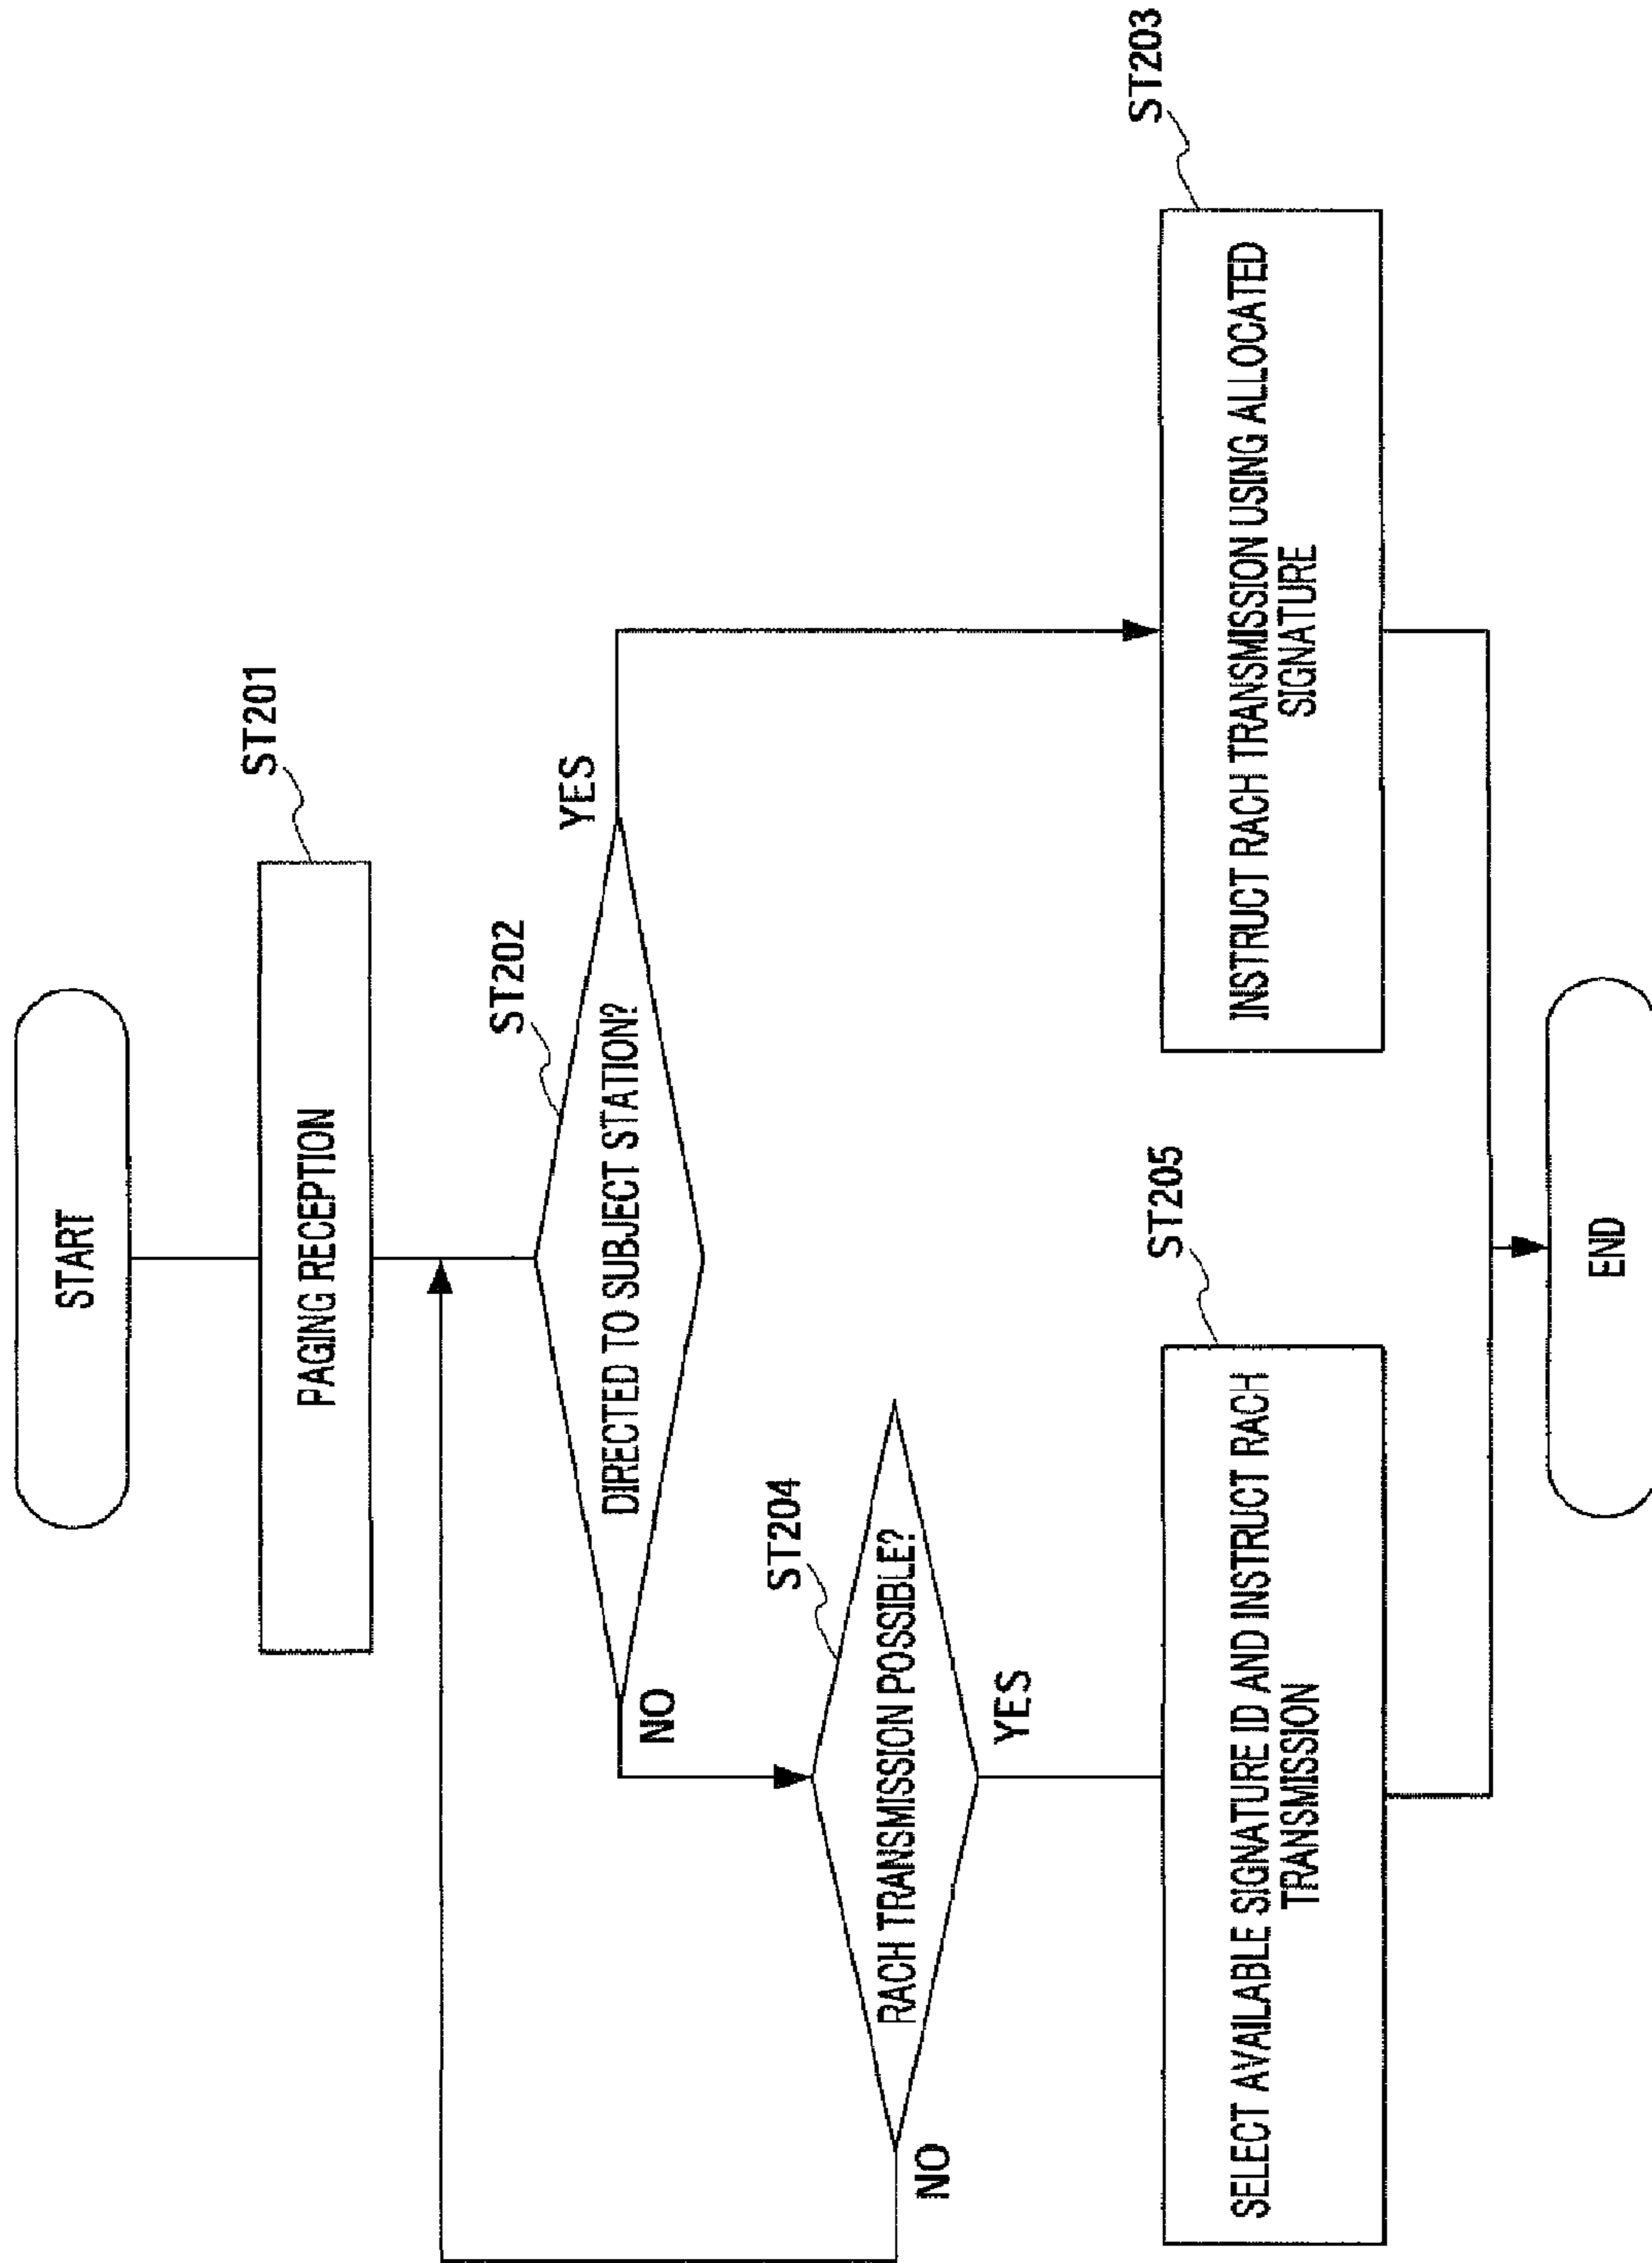 START
ST201
PAGING RECEPTION
ST202
DIRECTED TO SUBJECT STATION?
YES
NO
ST204
RACH TRANSMISSION POSSIBLE?
NO
YES
ST205
SELECT AVAILABLE SIGNATURE ID AND INSTRUCT RACH
TRANSMISSION
ST203
INSTRUCT RACH TRANSMISSION USING ALLOCATED
SIGNATURE
END